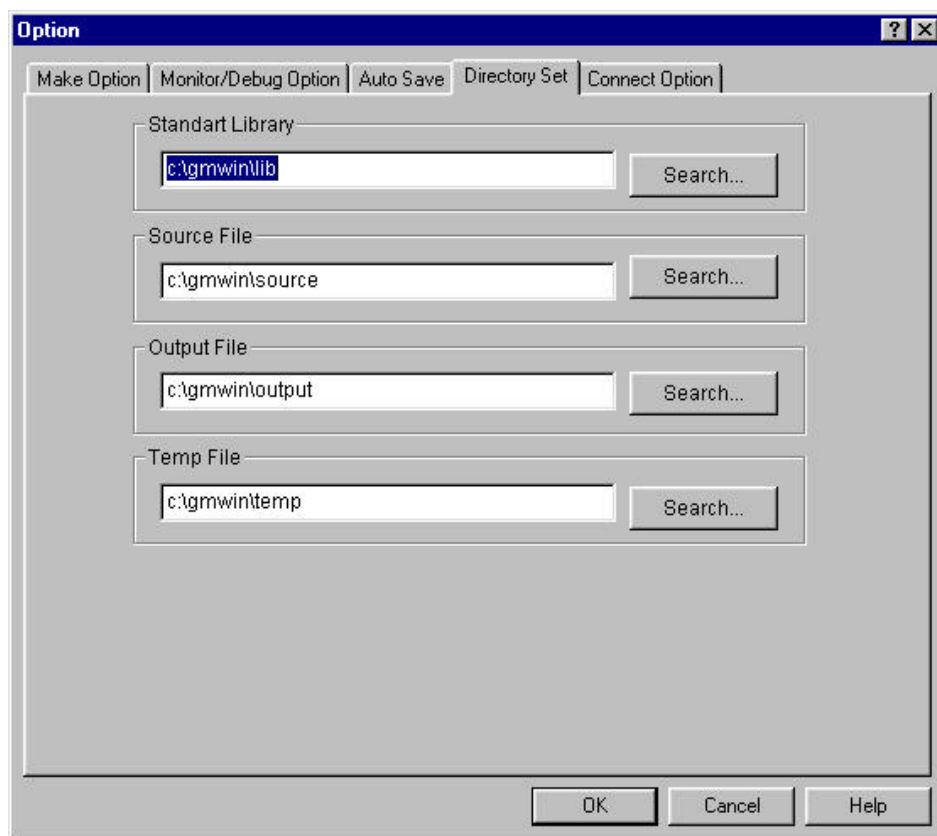 Option
Make Option Monitor/Debug Option Auto Save Directory Set Connect Option
Standart Library
c:\gmwin\lib
Search...
Source File
c:\gmwin\source
Search...
Output File
c:\gmwin\output
Search...
Temp File
c:\gmwin\temp
Search...
OK Cancel Help